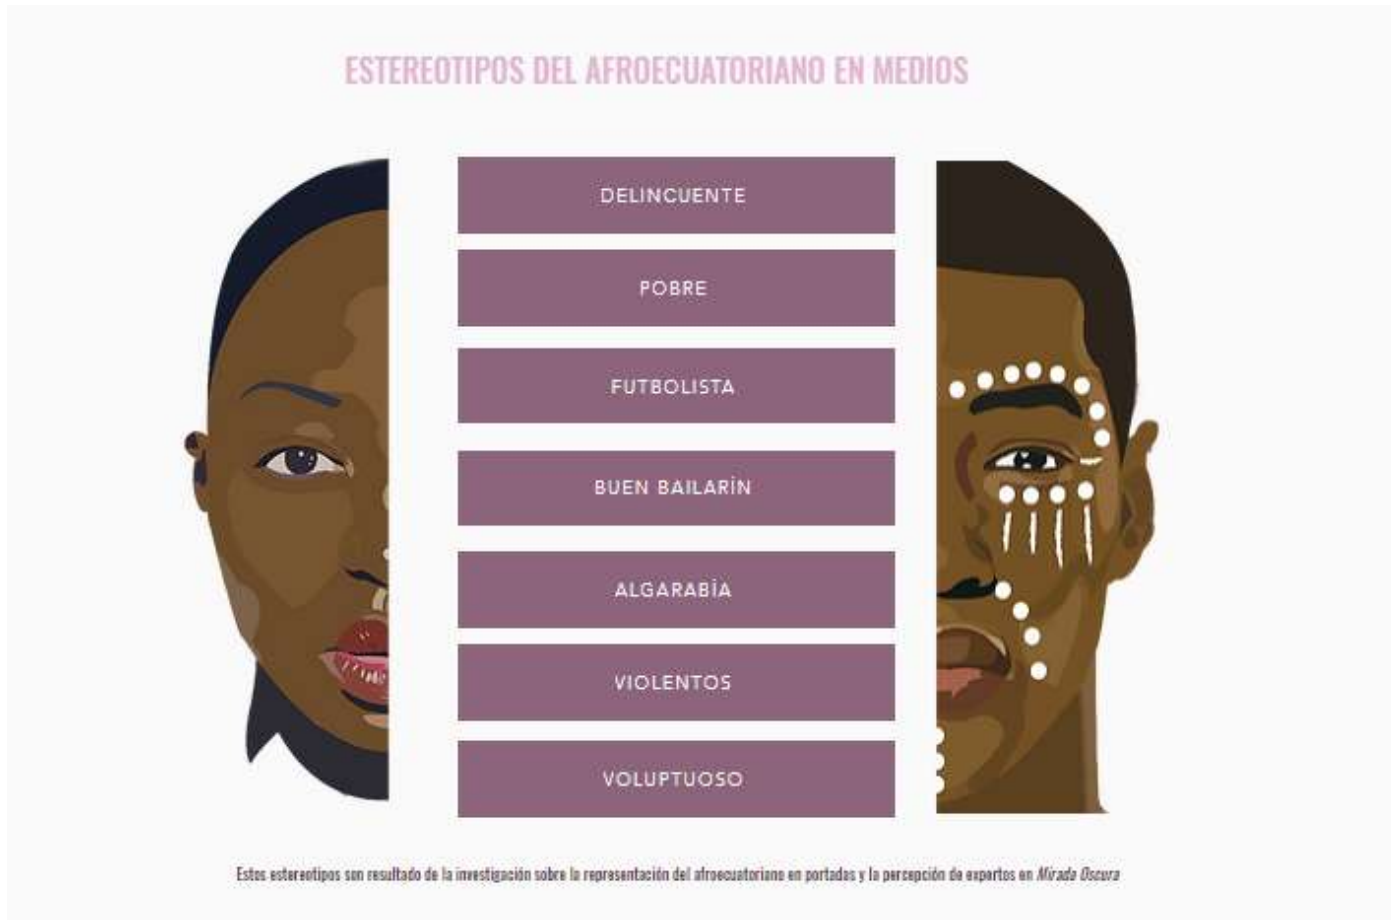 ESTEREOTIPOS DEL AFROECUATORIANO EN MEDIOS
DELINCUENTE
POBRE
FUTBOLISTA
BUEN BAILARÍN
ALGARABÍA
VIOLENTOS
VOLUPTUOSO
Estos estereotipos son resultado de la investigación sobre la representación del afroecuatoriano en portadas y la percepción de expertos en Mirada Oscura